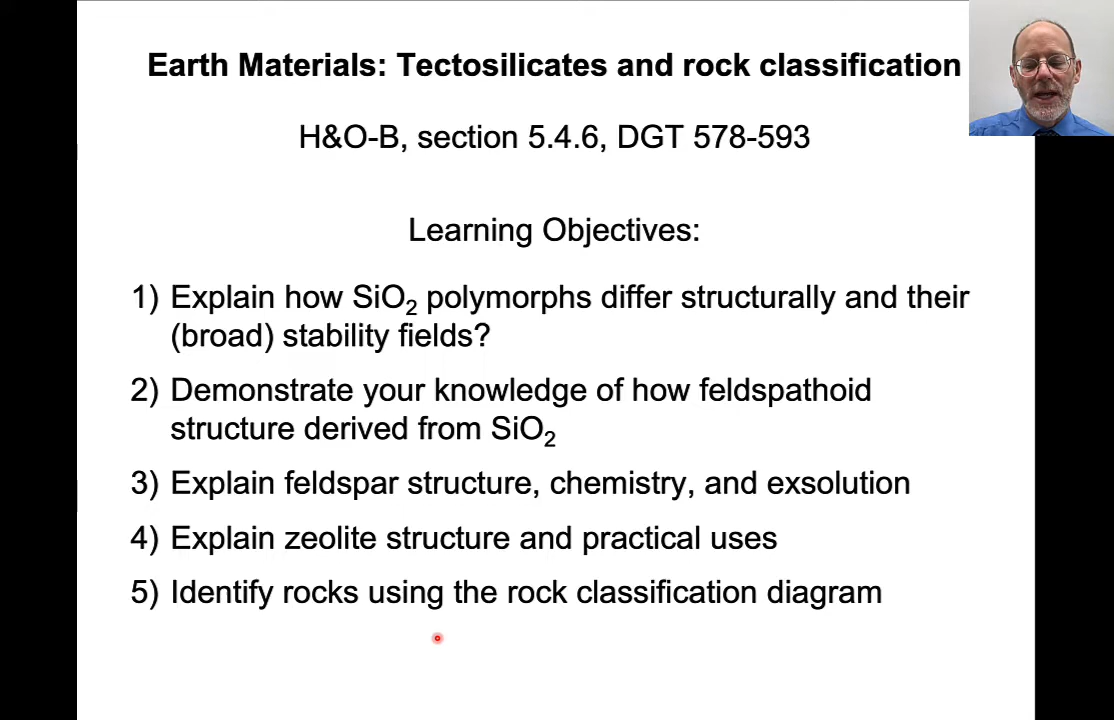 Earth Materials: Tectosilicates and rock classification
H&O-B, section 5.4.6, DGT 578-593
Learning Objectives:
1) Explain how SiO₂ polymorphs differ structurally and their
(broad) stability fields?
2) Demonstrate your knowledge of how feldspathoid
structure derived from SiO₂
3) Explain feldspar structure, chemistry, and exsolution
4) Explain zeolite structure and practical uses
5) Identify rocks using the rock classification diagram